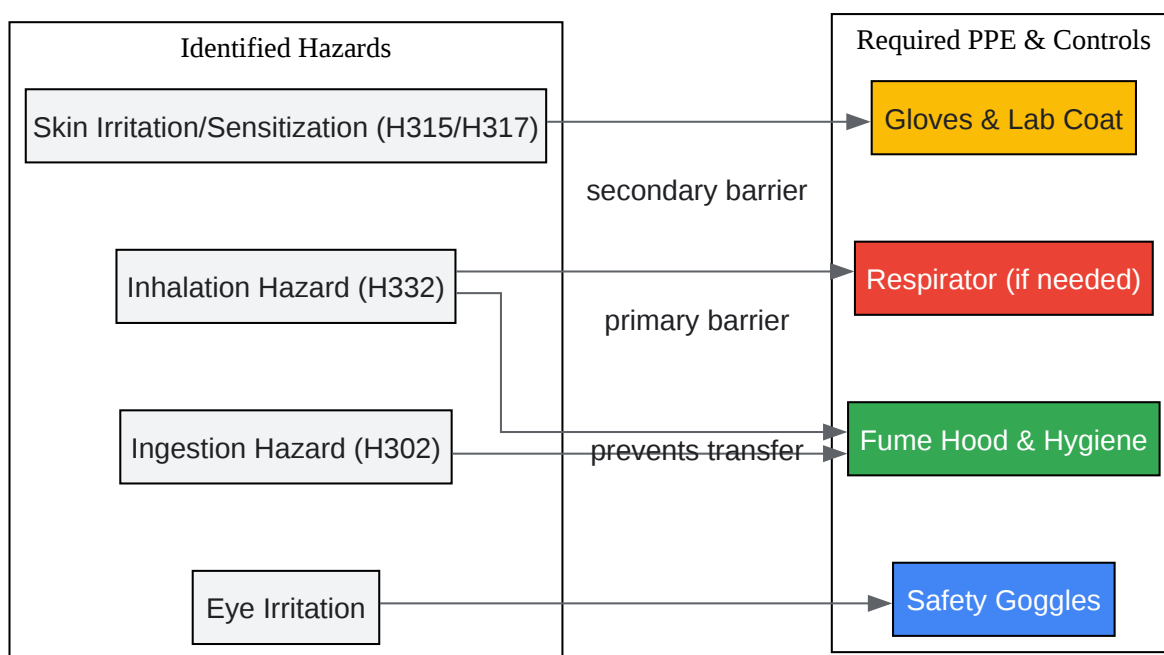 Identified Hazards
Required PPE & Controls
Skin Irritation/Sensitization (H315/H317)
Gloves & Lab Coat
secondary barrier
Inhalation Hazard (H332)
Respirator (if needed)
primary barrier
Ingestion Hazard (H302)
prevents transfer
Fume Hood & Hygiene
Eye Irritation
Safety Goggles